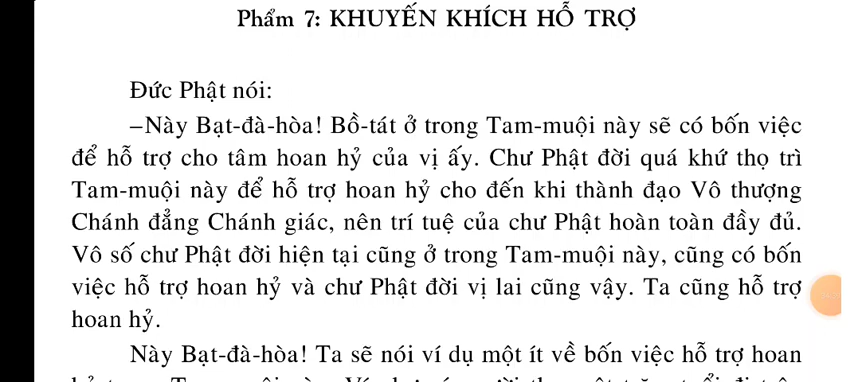 Phẩm 7: KHUYẾN KHÍCH HỖ TRỢ
Đức Phật nói:
–Này Bạt-đà-hòa! Bồ-tát ở trong Tam-muội này sẽ có bốn việc
để hỗ trợ cho tâm hoan hỷ của vị ấy. Chư Phật đời quá khứ thọ trì
Tam-muội này để hỗ trợ hoan hỷ cho đến khi thành đạo Vô thượng
Chánh đẳng Chánh giác, nên trí tuệ của chư Phật hoàn toàn đầy đủ.
Vô số chư Phật đời hiện tại cũng ở trong Tam-muội này, cũng có bốn
việc hỗ trợ hoan hỷ và chư Phật đời vị lai cũng vậy. Ta cũng hỗ trợ
hoan hỷ.
Này Bạt-đà-hòa! Ta sẽ nói ví dụ một ít về bốn việc hỗ trợ hoan